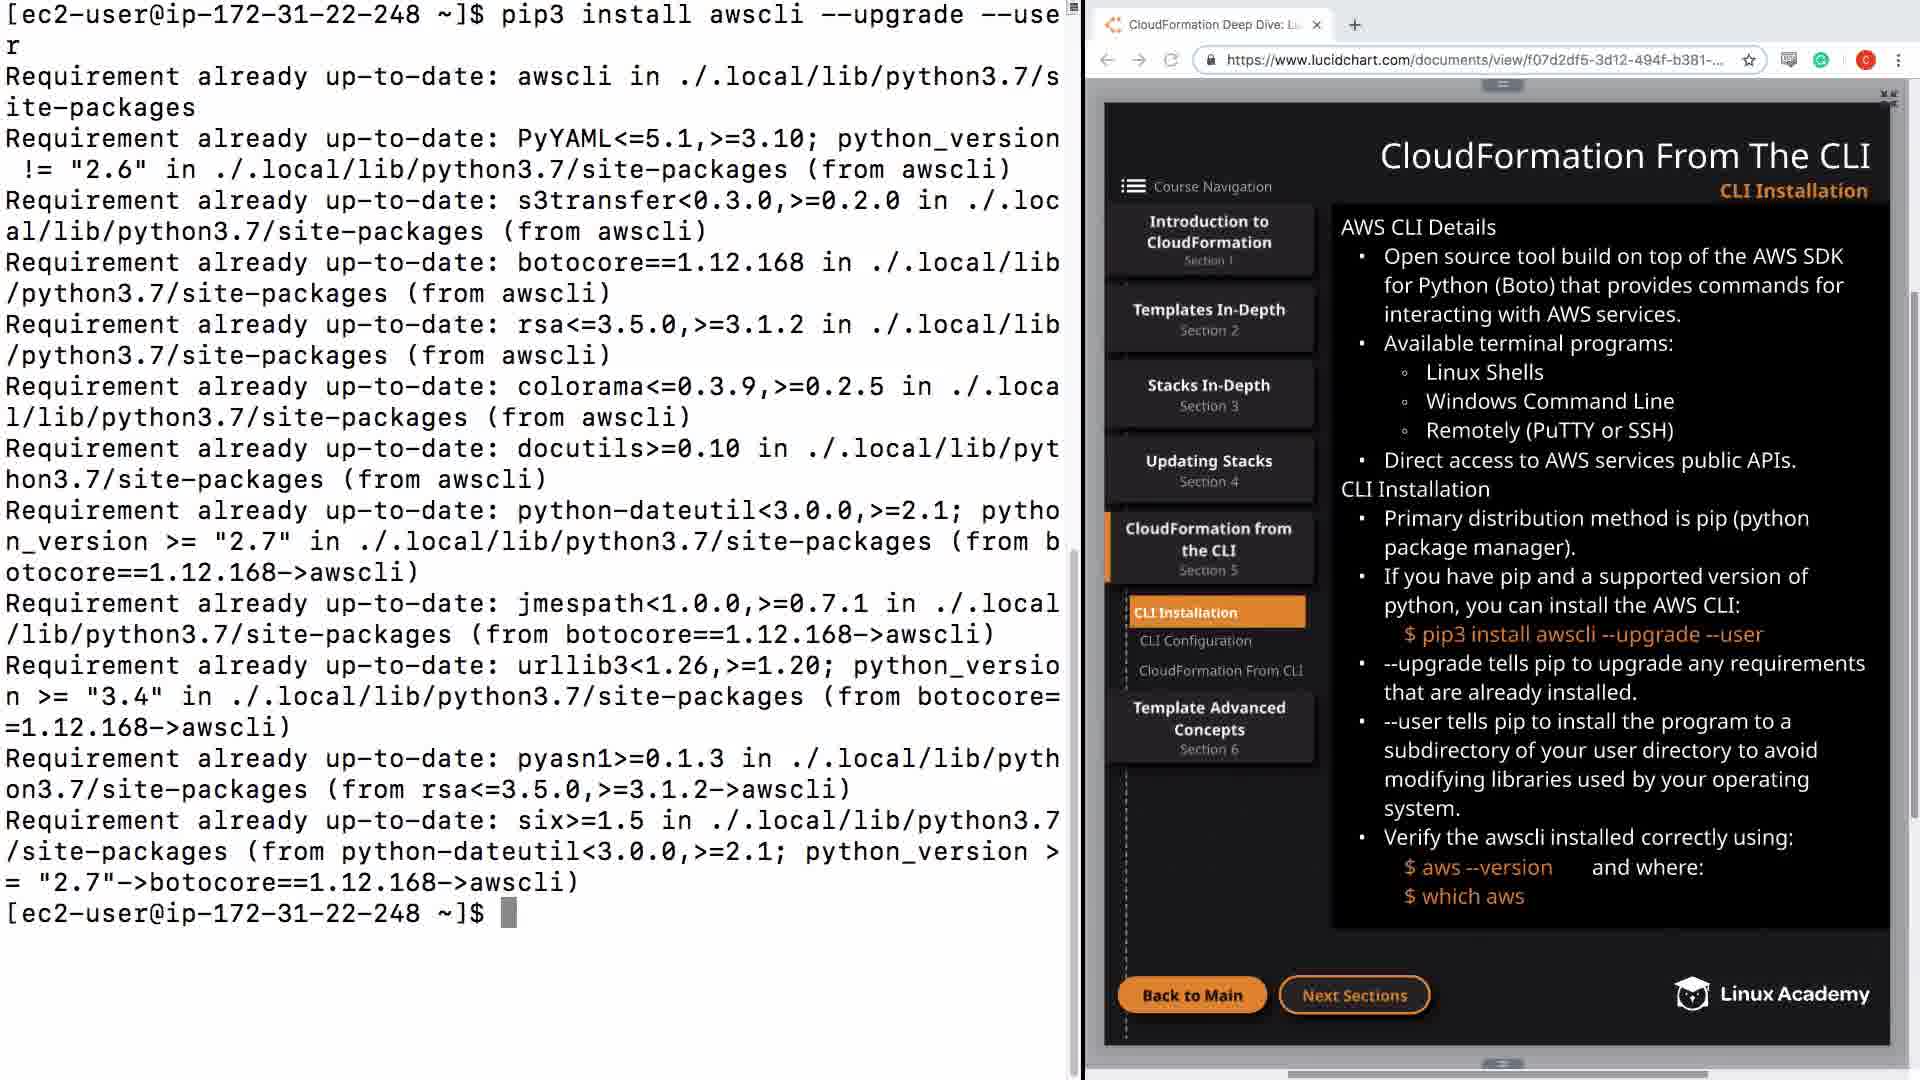 [ec2-user@ip-172-31-22-248 ~]$ pip3 install awscli --upgrade --use
r
Requirement already up-to-date: awscli in ./.local/lib/python3.7/s
ite-packages
Requirement already up-to-date: PyYAML<=5.1,>=3.10; python_version
 != "2.6" in ./.local/lib/python3.7/site-packages (from awscli)
Requirement already up-to-date: s3transfer<0.3.0,>=0.2.0 in ./.loc
al/lib/python3.7/site-packages (from awscli)
Requirement already up-to-date: botocore==1.12.168 in ./.local/lib
/python3.7/site-packages (from awscli)
Requirement already up-to-date: rsa<=3.5.0,>=3.1.2 in ./.local/lib
/python3.7/site-packages (from awscli)
Requirement already up-to-date: colorama<=0.3.9,>=0.2.5 in ./.loca
l/lib/python3.7/site-packages (from awscli)
Requirement already up-to-date: docutils>=0.10 in ./.local/lib/pyt
hon3.7/site-packages (from awscli)
Requirement already up-to-date: python-dateutil<3.0.0,>=2.1; pytho
n_version >= "2.7" in ./.local/lib/python3.7/site-packages (from b
otocore==1.12.168->awscli)
Requirement already up-to-date: jmespath<1.0.0,>=0.7.1 in ./.local
/lib/python3.7/site-packages (from botocore==1.12.168->awscli)
Requirement already up-to-date: urllib3<1.26,>=1.20; python_versio
n >= "3.4" in ./.local/lib/python3.7/site-packages (from botocore=
=1.12.168->awscli)
Requirement already up-to-date: pyasn1>=0.1.3 in ./.local/lib/pyth
on3.7/site-packages (from rsa<=3.5.0,>=3.1.2->awscli)
Requirement already up-to-date: six>=1.5 in ./.local/lib/python3.7
/site-packages (from python-dateutil<3.0.0,>=2.1; python_version >
= "2.7"->botocore==1.12.168->awscli)
[ec2-user@ip-172-31-22-248 ~]$
CloudFormation Deep Dive: Lu
https://www.lucidchart.com/documents/view/f07d2df5-3d12-494f-b381-...
C
CloudFormation From The CLI
CLI Installation
Course Navigation
Introduction to
CloudFormation
Section 1
Templates In-Depth
Section 2
Stacks In-Depth
Section 3
Updating Stacks
Section 4
CloudFormation from
the CLI
Section 5
CLI Installation
CLI Configuration
CloudFormation From CLI
Template Advanced
Concepts
Section 6
AWS CLI Details
• Open source tool build on top of the AWS SDK
for Python (Boto) that provides commands for
interacting with AWS services.
• Available terminal programs:
◦ Linux Shells
◦ Windows Command Line
◦ Remotely (PuTTY or SSH)
• Direct access to AWS services public APIs.
CLI Installation
• Primary distribution method is pip (python
package manager).
• If you have pip and a supported version of
python, you can install the AWS CLI:
$ pip3 install awscli --upgrade --user
• --upgrade tells pip to upgrade any requirements
that are already installed.
• --user tells pip to install the program to a
subdirectory of your user directory to avoid
modifying libraries used by your operating
system.
• Verify the awscli installed correctly using:
$ aws --version and where:
$ which aws
Back to Main
Next Sections
Linux Academy